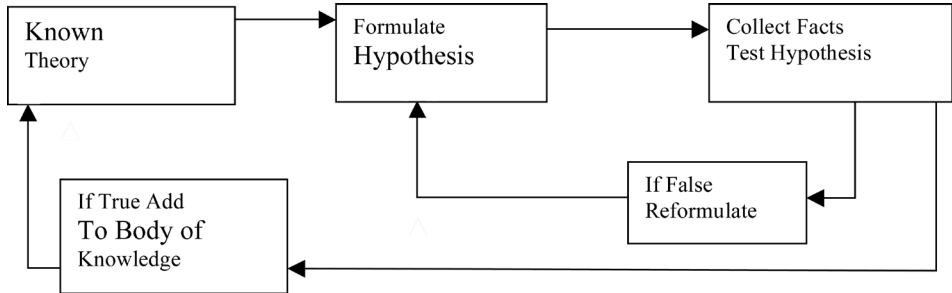 Known
Theory
Formulate
Hypothesis
Collect Facts
Test Hypothesis
If False
Reformulate
If True Add
To Body of
Knowledge